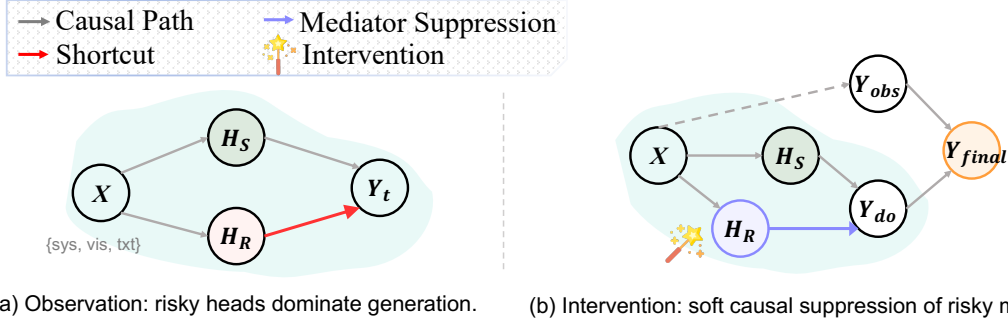 Causal Path
Mediator Suppression
Shortcut
Intervention
X
H_S
H_R
Y_t
{sys, vis, txt}
X
H_S
H_R
Y_obs
Y_do
Y_final
a) Observation: risky heads dominate generation.
(b) Intervention: soft causal suppression of risky